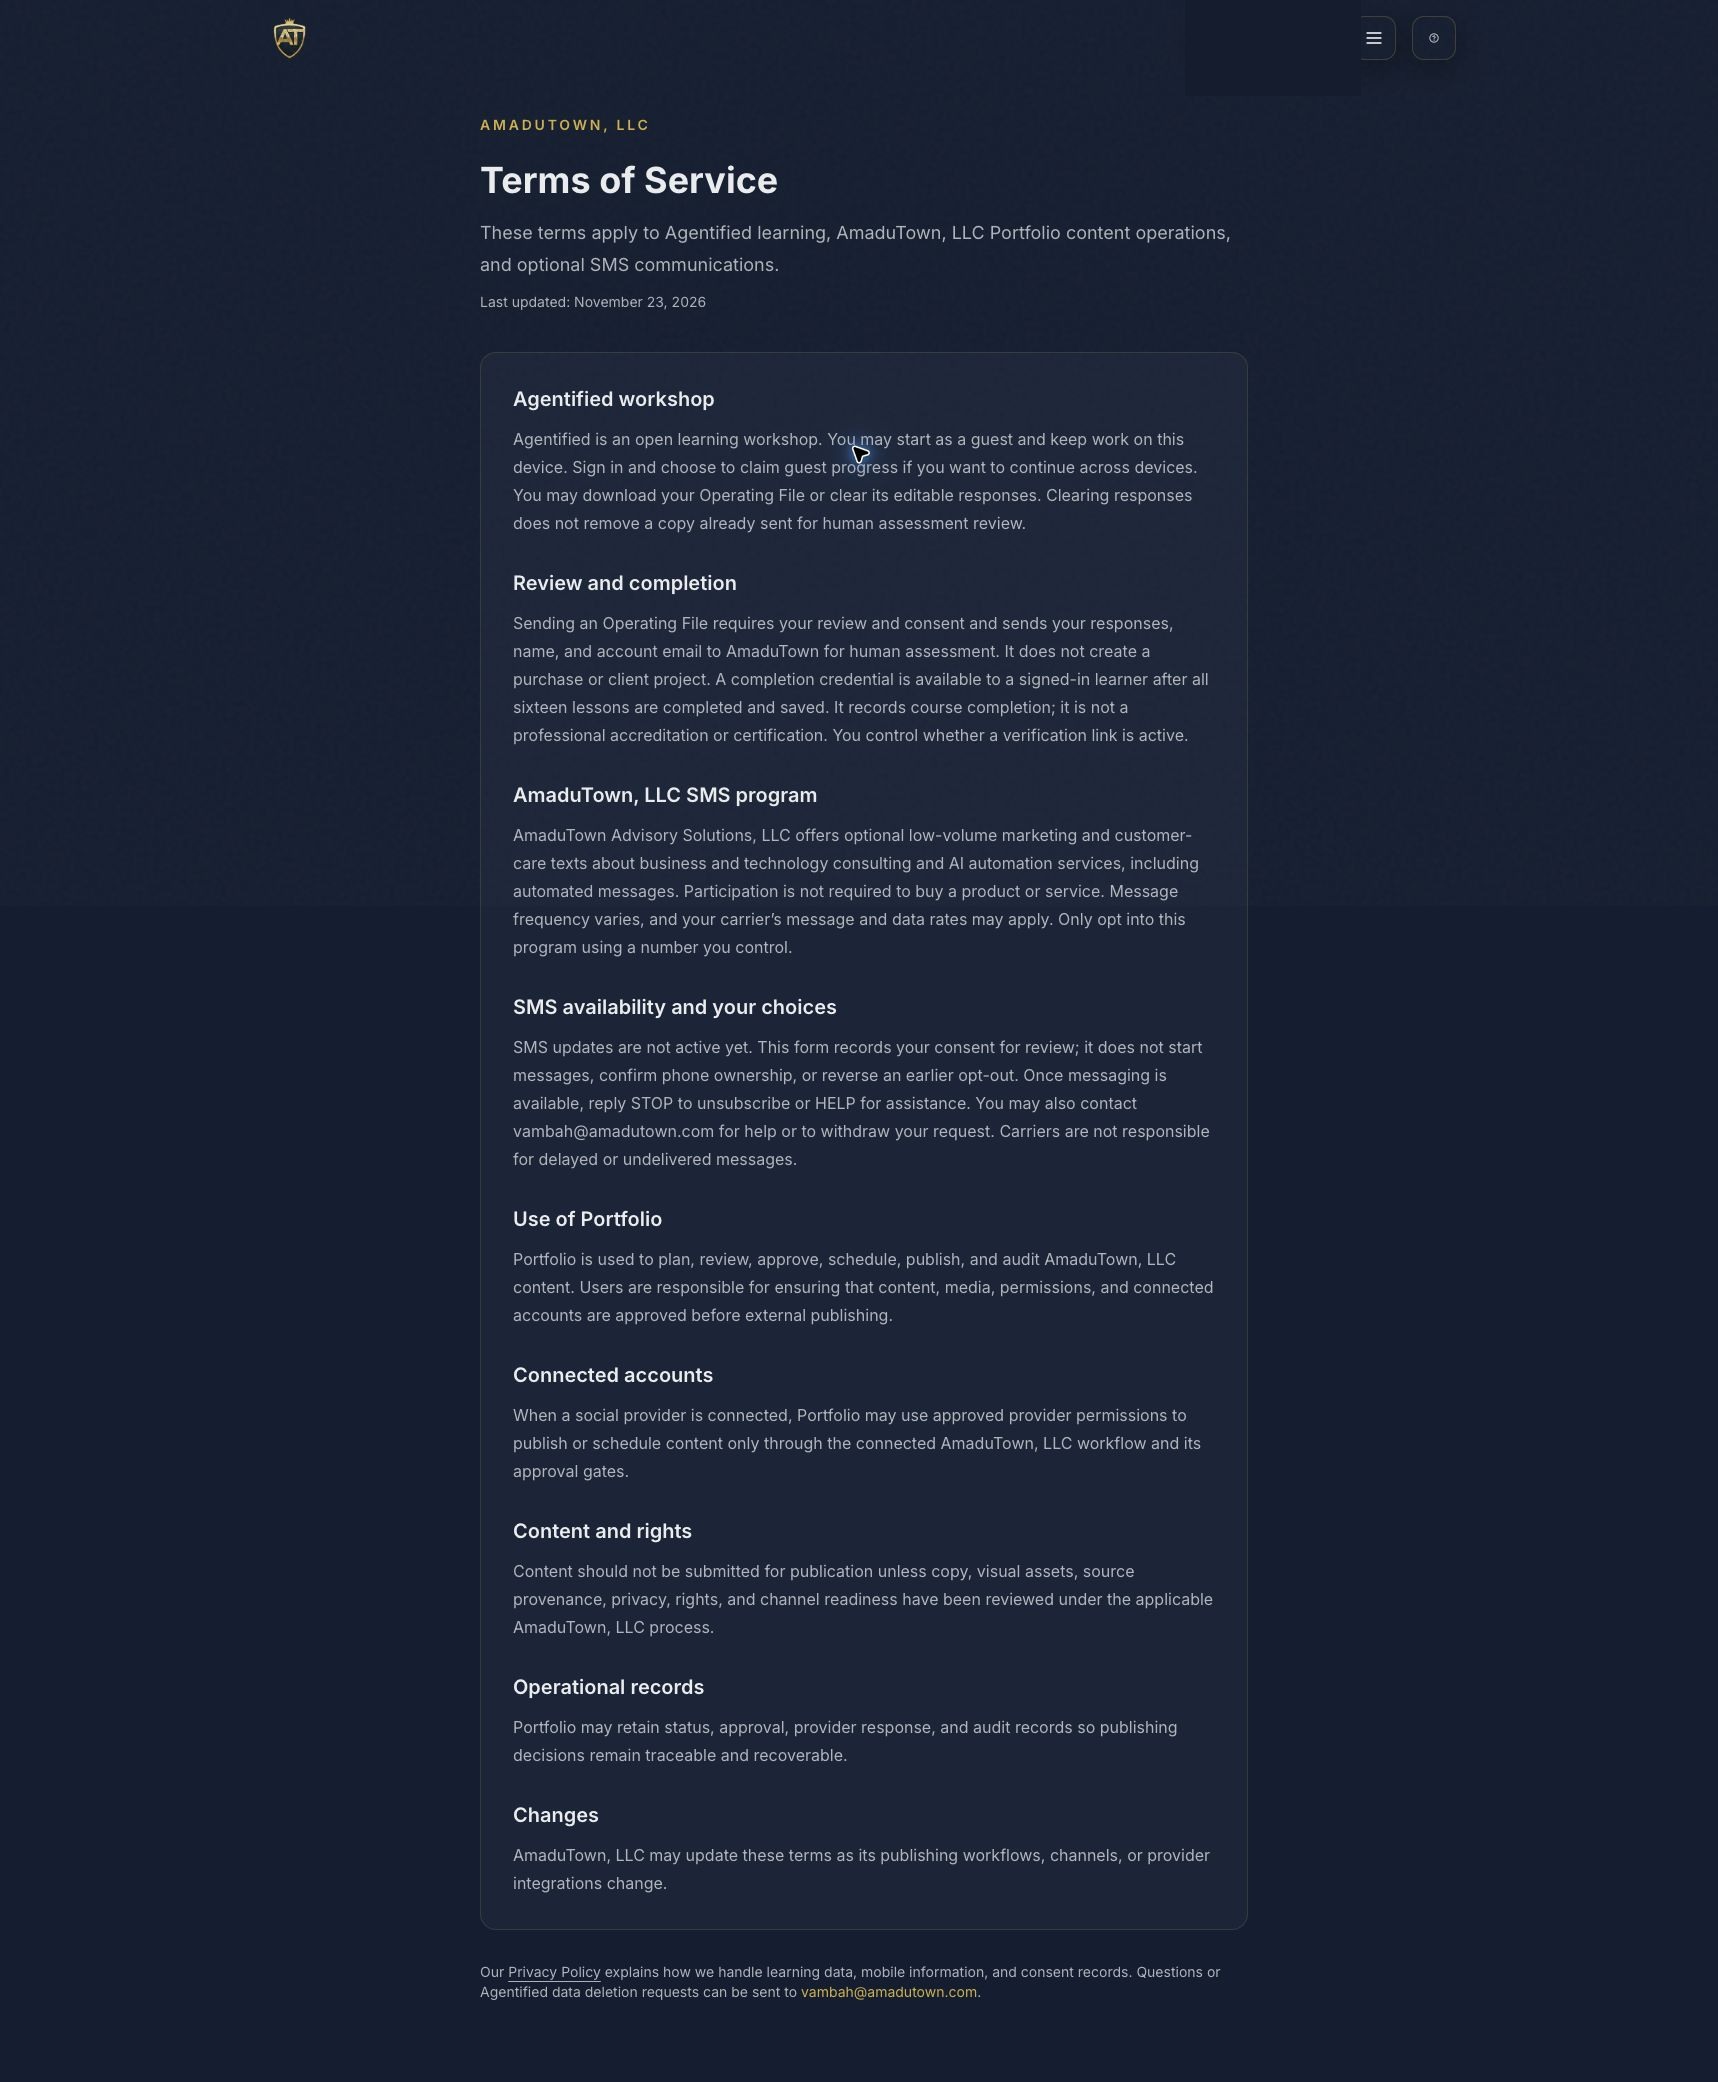 AT
AMADUTOWN, LLC
Terms of Service
These terms apply to Agentified learning, AmaduTown, LLC Portfolio content operations,
and optional SMS communications.
Last updated: November 23, 2026
Agentified workshop
Agentified is an open learning workshop. You may start as a guest and keep work on this
device. Sign in and choose to claim guest progress if you want to continue across devices.
You may download your Operating File or clear its editable responses. Clearing responses
does not remove a copy already sent for human assessment review.
Review and completion
Sending an Operating File requires your review and consent and sends your responses,
name, and account email to AmaduTown for human assessment. It does not create a
purchase or client project. A completion credential is available to a signed-in learner after all
sixteen lessons are completed and saved. It records course completion; it is not a
professional accreditation or certification. You control whether a verification link is active.
AmaduTown, LLC SMS program
AmaduTown Advisory Solutions, LLC offers optional low-volume marketing and customer-
care texts about business and technology consulting and AI automation services, including
automated messages. Participation is not required to buy a product or service. Message
frequency varies, and your carrier’s message and data rates may apply. Only opt into this
program using a number you control.
SMS availability and your choices
SMS updates are not active yet. This form records your consent for review; it does not start
messages, confirm phone ownership, or reverse an earlier opt-out. Once messaging is
available, reply STOP to unsubscribe or HELP for assistance. You may also contact
vambah@amadutown.com for help or to withdraw your request. Carriers are not responsible
for delayed or undelivered messages.
Use of Portfolio
Portfolio is used to plan, review, approve, schedule, publish, and audit AmaduTown, LLC
content. Users are responsible for ensuring that content, media, permissions, and connected
accounts are approved before external publishing.
Connected accounts
When a social provider is connected, Portfolio may use approved provider permissions to
publish or schedule content only through the connected AmaduTown, LLC workflow and its
approval gates.
Content and rights
Content should not be submitted for publication unless copy, visual assets, source
provenance, privacy, rights, and channel readiness have been reviewed under the applicable
AmaduTown, LLC process.
Operational records
Portfolio may retain status, approval, provider response, and audit records so publishing
decisions remain traceable and recoverable.
Changes
AmaduTown, LLC may update these terms as its publishing workflows, channels, or provider
integrations change.
Our Privacy Policy explains how we handle learning data, mobile information, and consent records. Questions or
Agentified data deletion requests can be sent to vambah@amadutown.com.